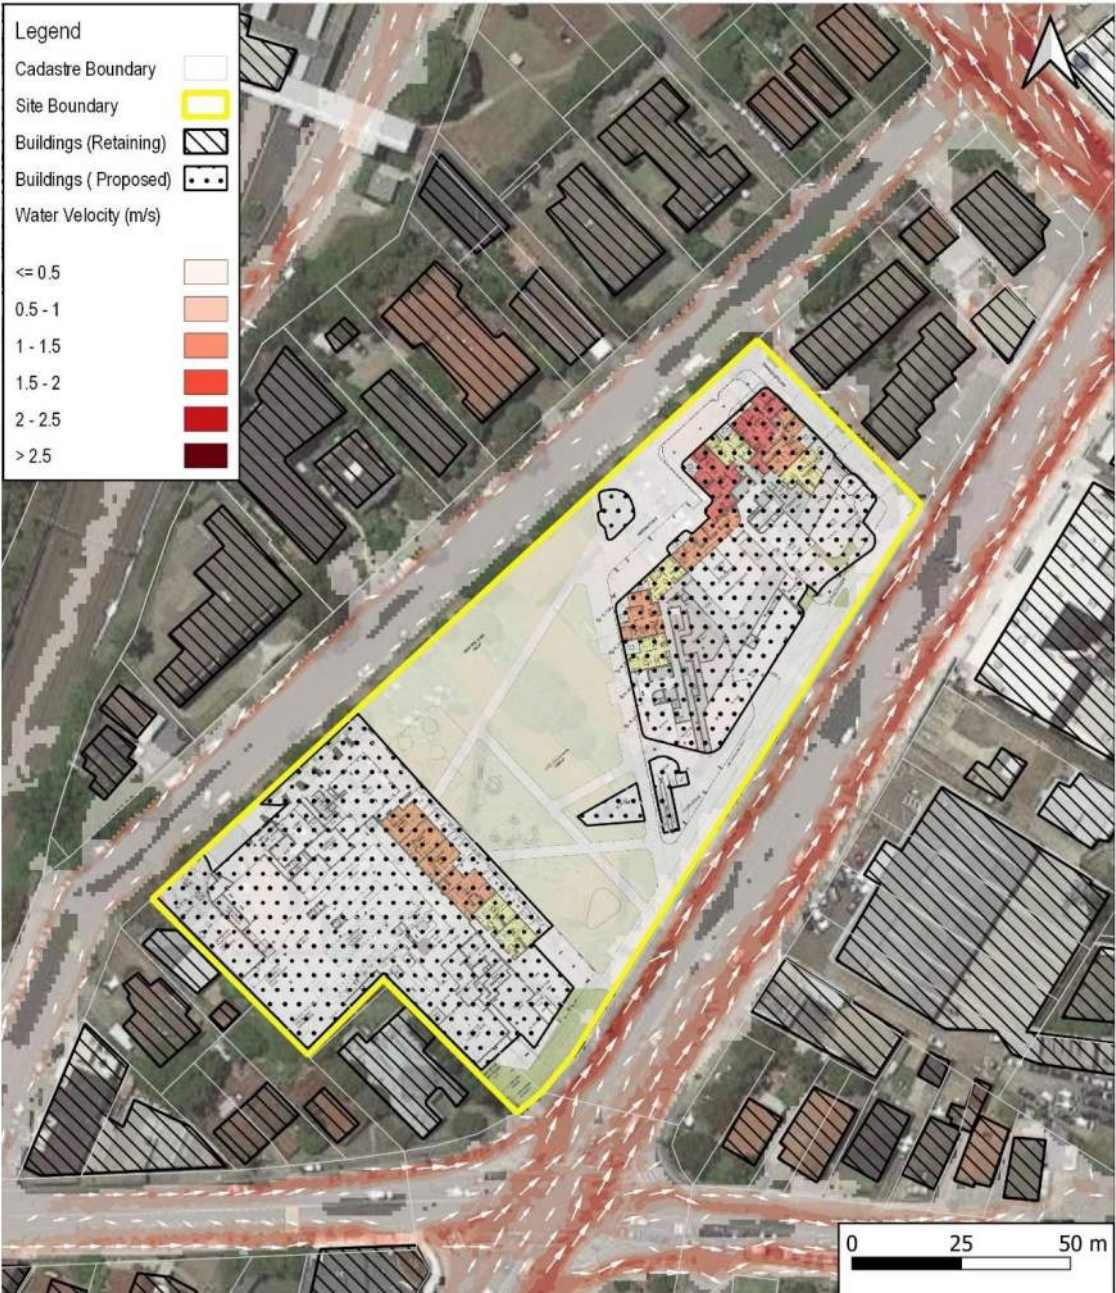 Legend
Cadastre Boundary
Site Boundary
Buildings (Retaining)
Buildings ( Proposed)
Water Velocity (m/s)
<= 0.5
0.5 - 1
1 - 1.5
1.5 - 2
2 - 2.5
> 2.5
0 25 50 m